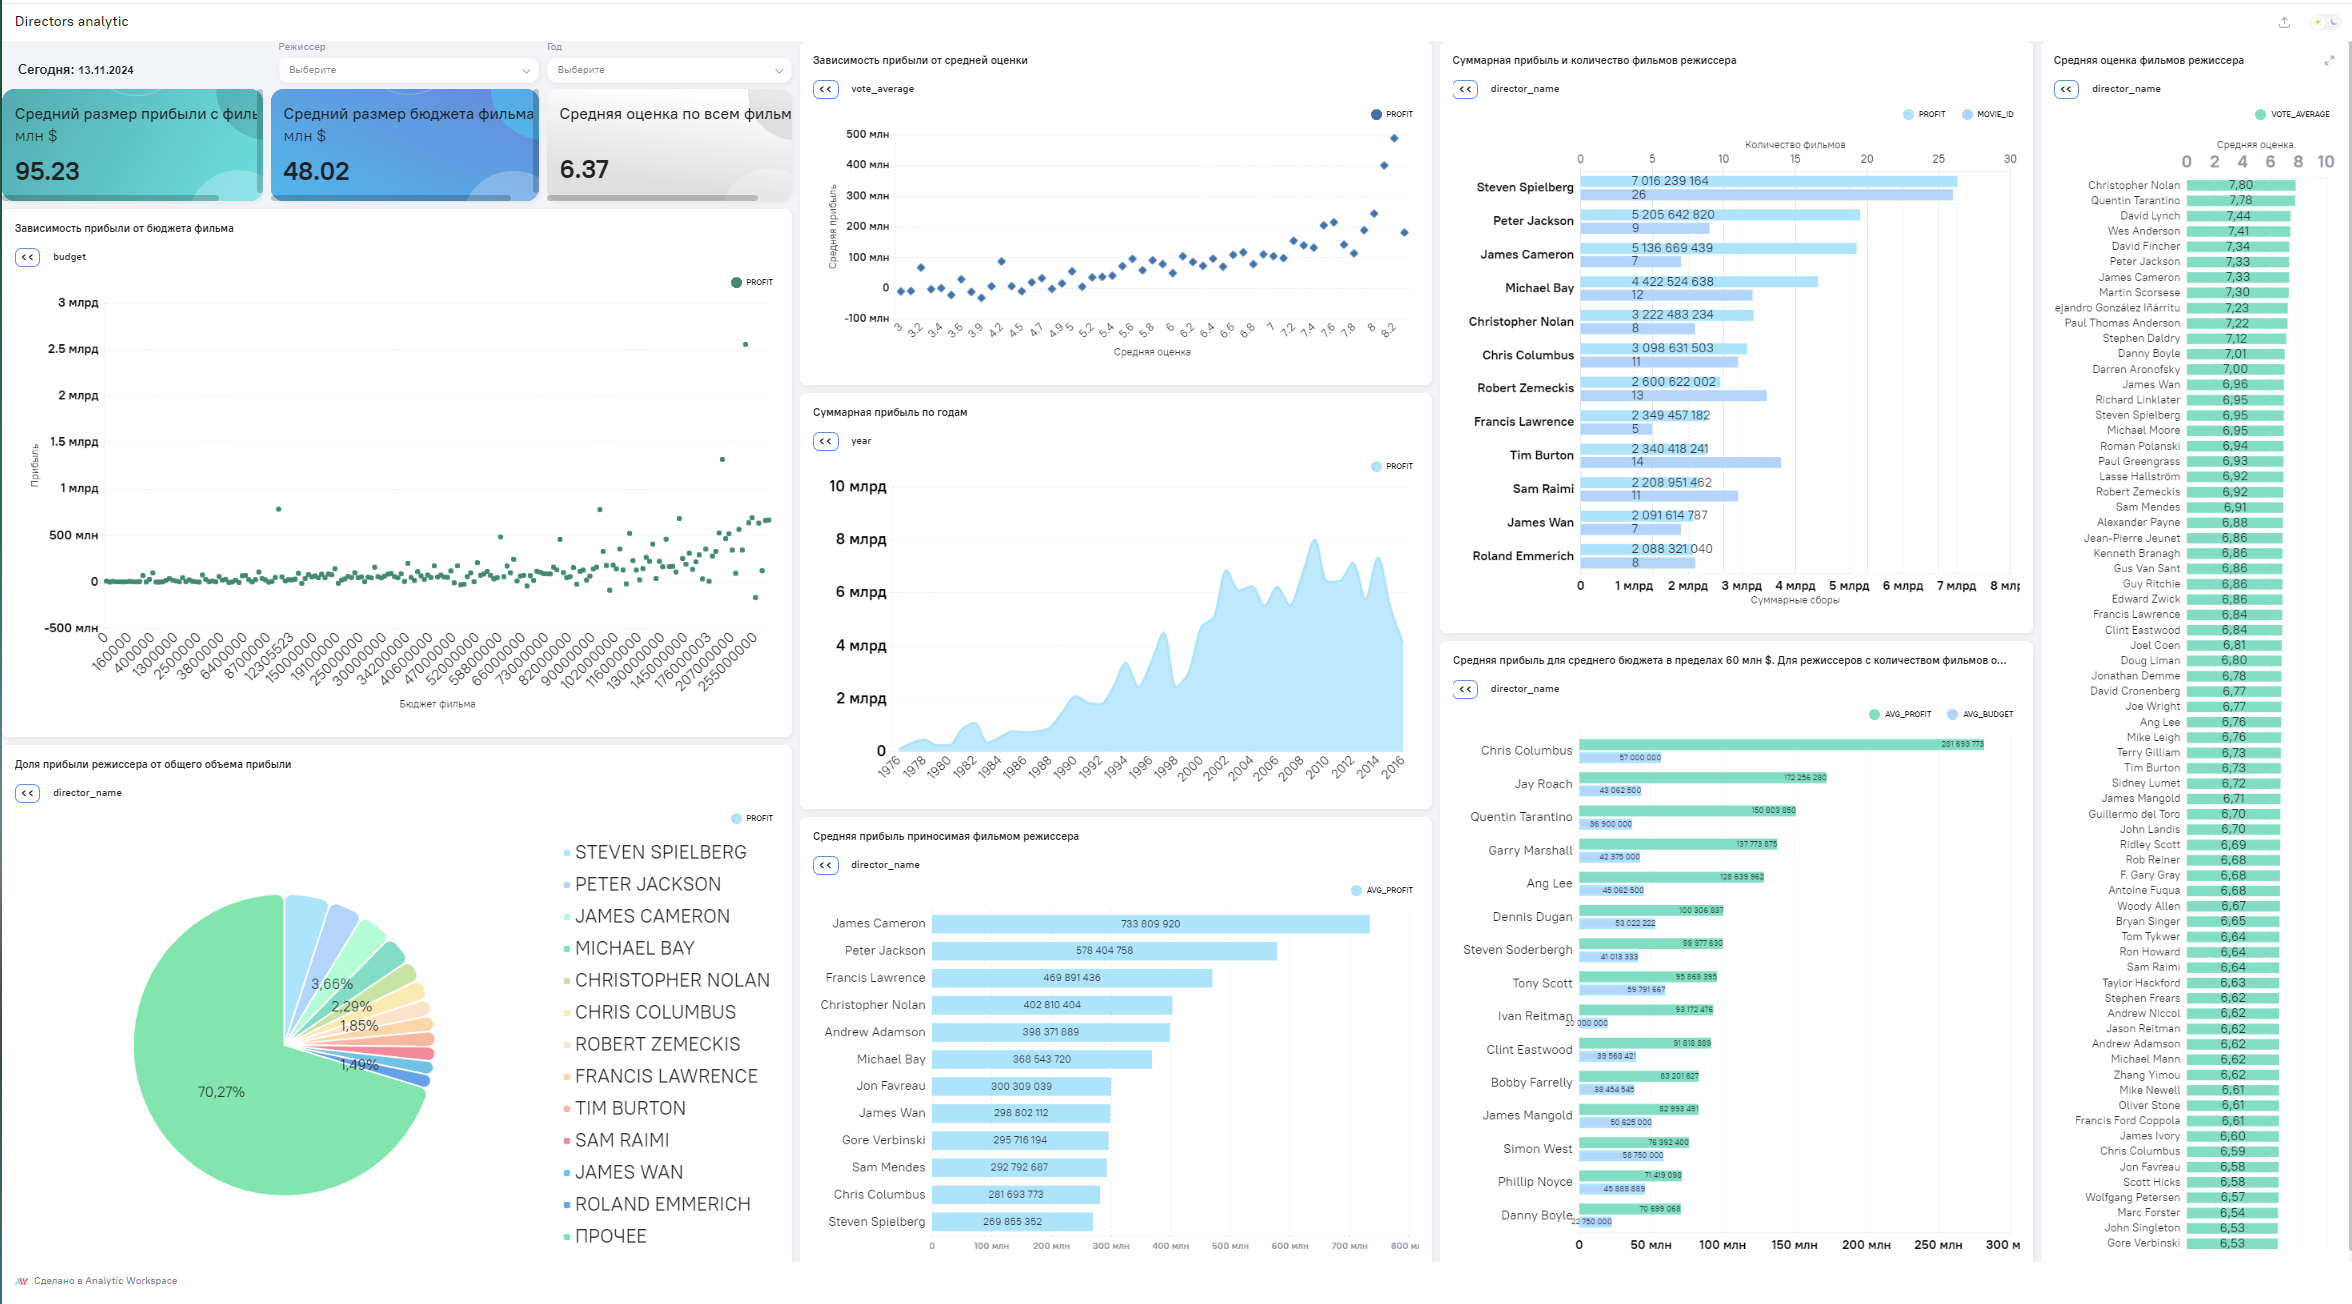 Directors analytic
Сегодня: 13.11.2024
Режиссер
Выберите
Год
Выберите
Средний размер прибыли с филь
млн $
95.23
Средний размер бюджета фильма
млн $
48.02
Средняя оценка по всем фильм
6.37
Зависимость прибыли от бюджета фильма
<< budget
PROFIT
3 млрд
2.5 млрд
2 млрд
1.5 млрд
1 млрд
500 млн
0
-500 млн
Прибыль
0 160000 400000 1300000 2500000 3800000 6400000 8700000 12305523 15000000 19100000 25000000 30000000 34200000 40600000 47000000 52000000 58800000 66000000 73000000 82000000 90000000 102000000 116000000 130000000 145000000 176000003 207000000 255000000
Бюджет фильма
Доля прибыли режиссера от общего объема прибыли
<< director_name
PROFIT
3,66%
2,29%
1,85%
1,49%
70,27%
STEVEN SPIELBERG
PETER JACKSON
JAMES CAMERON
MICHAEL BAY
CHRISTOPHER NOLAN
CHRIS COLUMBUS
ROBERT ZEMECKIS
FRANCIS LAWRENCE
TIM BURTON
SAM RAIMI
JAMES WAN
ROLAND EMMERICH
ПРОЧЕЕ
Зависимость прибыли от средней оценки
<< vote_average
PROFIT
500 млн
400 млн
300 млн
200 млн
100 млн
0
-100 млн
Средняя прибыль
3 3.2 3.4 3.6 3.9 4.2 4.5 4.7 4.9 5 5.2 5.4 5.6 5.8 6 6.2 6.4 6.6 6.8 7 7.2 7.4 7.6 7.8 8 8.2
Средняя оценка
Суммарная прибыль по годам
<< year
PROFIT
10 млрд
8 млрд
6 млрд
4 млрд
2 млрд
0
1976 1978 1980 1982 1984 1986 1988 1990 1992 1994 1996 1998 2000 2002 2004 2006 2008 2010 2012 2014 2016
Средняя прибыль приносимая фильмом режиссера
<< director_name
AVG_PROFIT
James Cameron 733 809 920
Peter Jackson 578 404 758
Francis Lawrence 469 891 436
Christopher Nolan 402 810 404
Andrew Adamson 398 371 889
Michael Bay 368 543 720
Jon Favreau 300 309 039
James Wan 298 802 112
Gore Verbinski 295 716 194
Sam Mendes 292 792 687
Chris Columbus 281 693 773
Steven Spielberg 269 855 352
0 100 млн 200 млн 300 млн 400 млн 500 млн 600 млн 700 млн 800 м
Суммарная прибыль и количество фильмов режиссера
<< director_name
PROFIT MOVIE_ID
Количество фильмов
0 5 10 15 20 25 30
Steven Spielberg 7 016 239 164
26
Peter Jackson 5 205 642 820
9
James Cameron 5 136 669 439
7
Michael Bay 4 422 524 638
12
Christopher Nolan 3 222 483 234
8
Chris Columbus 3 098 631 503
11
Robert Zemeckis 2 600 622 002
13
Francis Lawrence 2 349 457 182
5
Tim Burton 2 340 418 241
14
Sam Raimi 2 208 951 462
11
James Wan 2 091 614 787
7
Roland Emmerich 2 088 321 040
8
0 1 млрд 2 млрд 3 млрд 4 млрд 5 млрд 6 млрд 7 млрд 8 млр
Суммарные сборы
Средняя прибыль для среднего бюджета в пределах 60 млн $. Для режиссеров с количеством фильмов о...
<< director_name
AVG_PROFIT AVG_BUDGET
Chris Columbus 281 693 773
57 000 000
Jay Roach 172 256 280
43 062 500
Quentin Tarantino 150 803 850
36 900 000
Garry Marshall 137 773 875
42 375 000
Ang Lee 128 639 962
45 062 500
Dennis Dugan 100 306 837
53 022 222
Steven Soderbergh 99 977 630
41 013 333
Tony Scott 95 868 395
59 781 667
Ivan Reitman 93 172 476
20 000 000
Clint Eastwood 91 818 889
39 568 421
Bobby Farrelly 83 201 627
38 454 545
James Mangold 82 993 491
50 625 000
Simon West 76 392 400
58 750 000
Phillip Noyce 71 419 098
45 888 889
Danny Boyle 70 699 068
22 750 000
0 50 млн 100 млн 150 млн 200 млн 250 млн 300 м
Средняя оценка фильмов режиссера
<< director_name
VOTE_AVERAGE
Средняя оценка.
0 2 4 6 8 10
Christopher Nolan 7,80
Quentin Tarantino 7,78
David Lynch 7,44
Wes Anderson 7,41
David Fincher 7,34
Peter Jackson 7,33
James Cameron 7,33
Martin Scorsese 7,30
ejandro González Iñárritu 7,23
Paul Thomas Anderson 7,22
Stephen Daldry 7,12
Danny Boyle 7,01
Darren Aronofsky 7,00
James Wan 6,96
Richard Linklater 6,95
Steven Spielberg 6,95
Michael Moore 6,95
Roman Polanski 6,94
Paul Greengrass 6,93
Lasse Hallström 6,92
Robert Zemeckis 6,92
Sam Mendes 6,91
Alexander Payne 6,88
Jean-Pierre Jeunet 6,86
Kenneth Branagh 6,86
Gus Van Sant 6,86
Guy Ritchie 6,86
Edward Zwick 6,86
Francis Lawrence 6,84
Clint Eastwood 6,84
Joel Coen 6,81
Doug Liman 6,80
Jonathan Demme 6,78
David Cronenberg 6,77
Joe Wright 6,77
Ang Lee 6,76
Mike Leigh 6,76
Terry Gilliam 6,73
Tim Burton 6,73
Sidney Lumet 6,72
James Mangold 6,71
Guillermo del Toro 6,70
John Landis 6,70
Ridley Scott 6,69
Rob Reiner 6,68
F. Gary Gray 6,68
Antoine Fuqua 6,68
Woody Allen 6,67
Bryan Singer 6,65
Tom Tykwer 6,64
Ron Howard 6,64
Sam Raimi 6,64
Taylor Hackford 6,63
Stephen Frears 6,62
Andrew Niccol 6,62
Jason Reitman 6,62
Andrew Adamson 6,62
Michael Mann 6,62
Zhang Yimou 6,62
Mike Newell 6,61
Oliver Stone 6,61
Francis Ford Coppola 6,61
James Ivory 6,60
Chris Columbus 6,59
Jon Favreau 6,58
Scott Hicks 6,58
Wolfgang Petersen 6,57
Marc Forster 6,54
John Singleton 6,53
Gore Verbinski 6,53
Сделано в Analytic Workspace